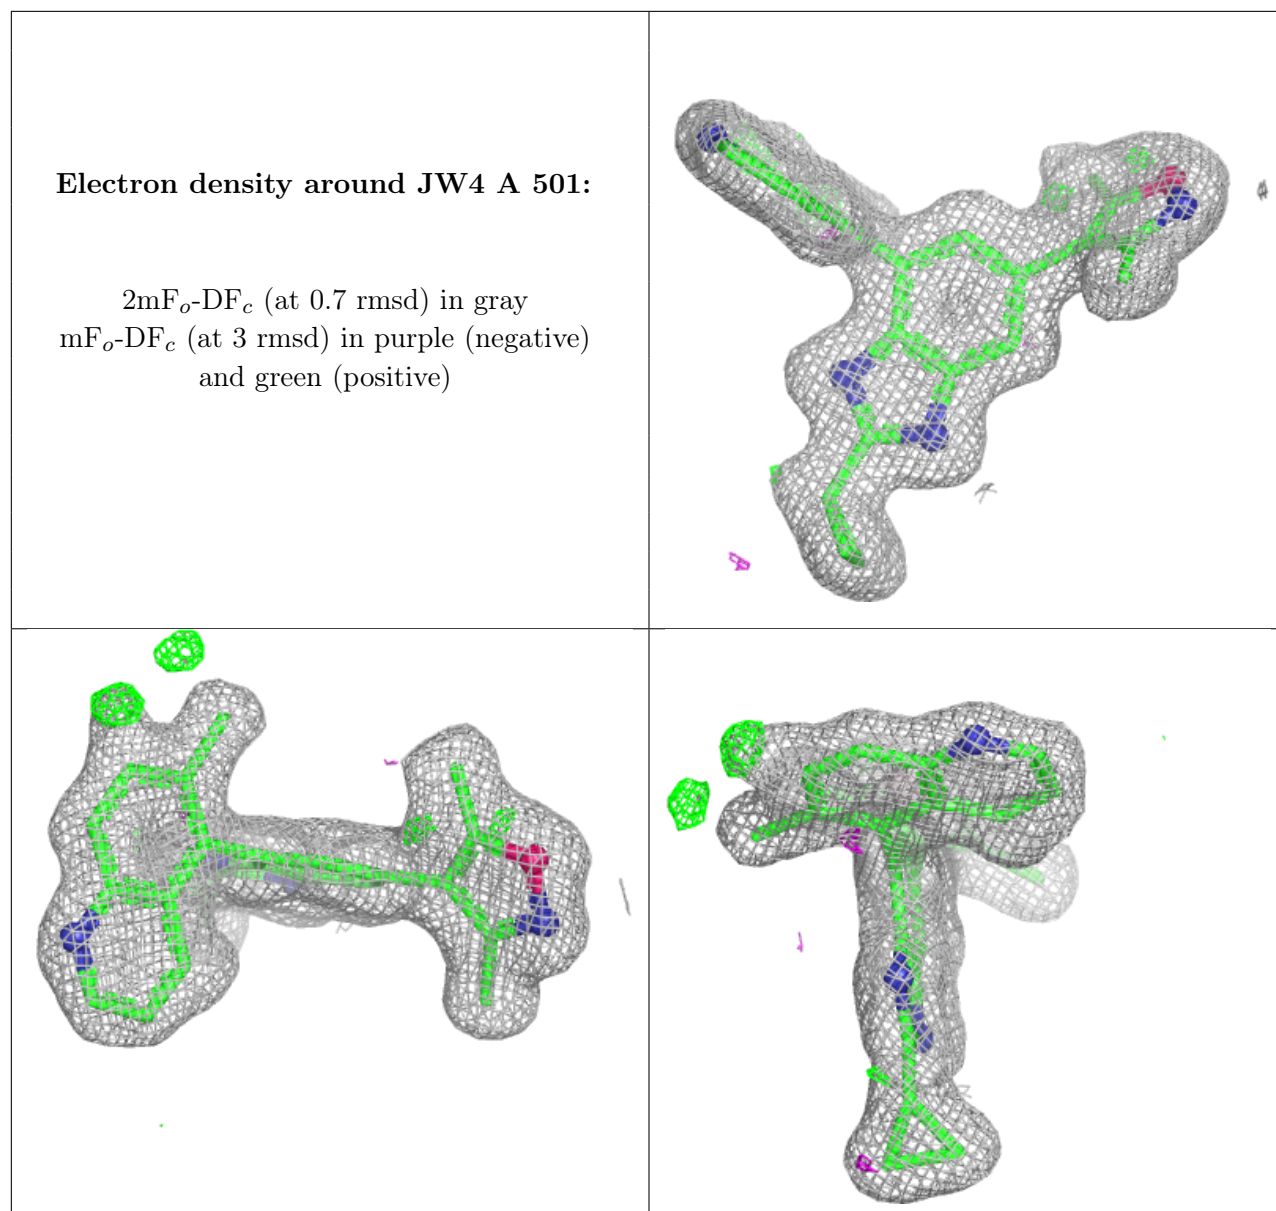 Electron density around JW4 A 501:
2mFo-DFc (at 0.7 rmsd) in gray
mFo-DFc (at 3 rmsd) in purple (negative)
and green (positive)